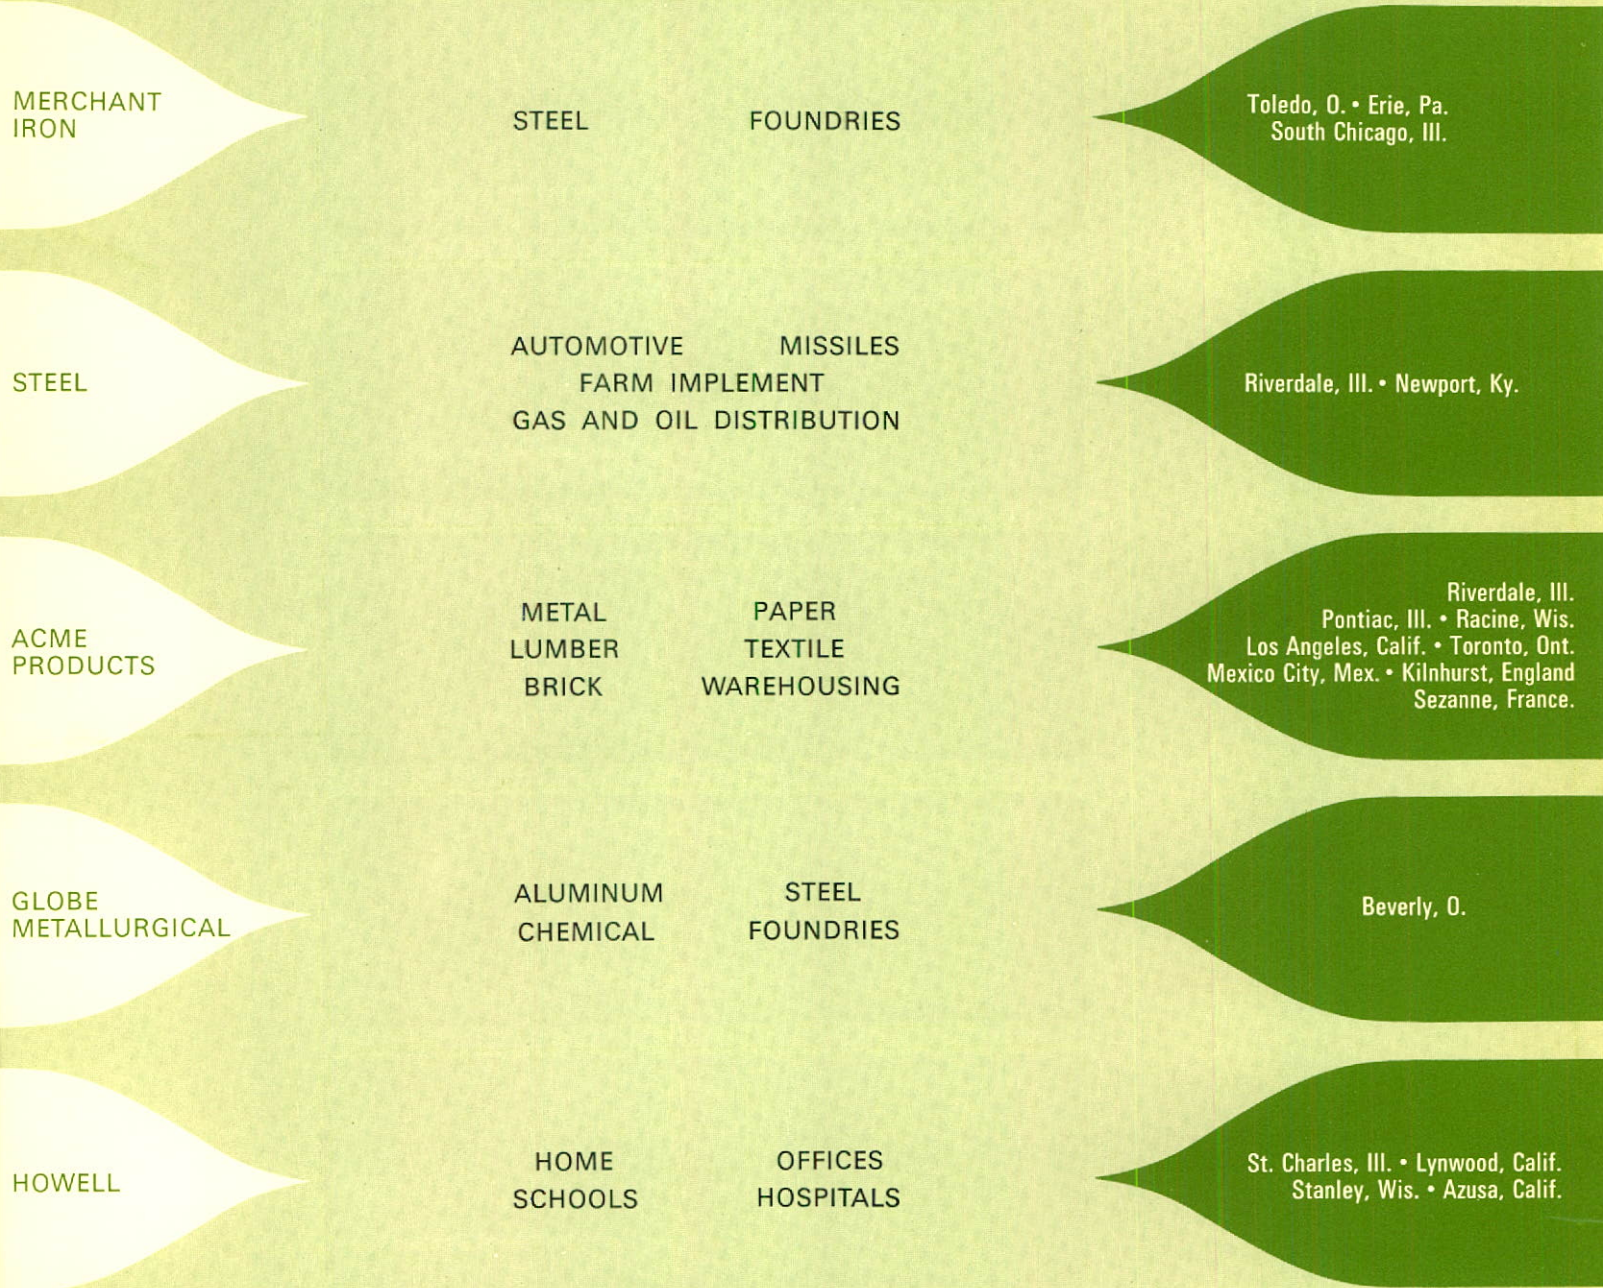 MERCHANT
IRON
STEEL FOUNDRIES
Toledo, O. • Erie, Pa.
South Chicago, Ill.
STEEL
AUTOMOTIVE MISSILES
FARM IMPLEMENT
GAS AND OIL DISTRIBUTION
Riverdale, Ill. • Newport, Ky.
ACME
PRODUCTS
METAL PAPER
LUMBER TEXTILE
BRICK WAREHOUSING
Riverdale, Ill.
Pontiac, Ill. • Racine, Wis.
Los Angeles, Calif. • Toronto, Ont.
Mexico City, Mex. • Kilnhurst, England
Sezanne, France.
GLOBE
METALLURGICAL
ALUMINUM STEEL
CHEMICAL FOUNDRIES
Beverly, O.
HOWELL
HOME OFFICES
SCHOOLS HOSPITALS
St. Charles, Ill. • Lynwood, Calif.
Stanley, Wis. • Azusa, Calif.